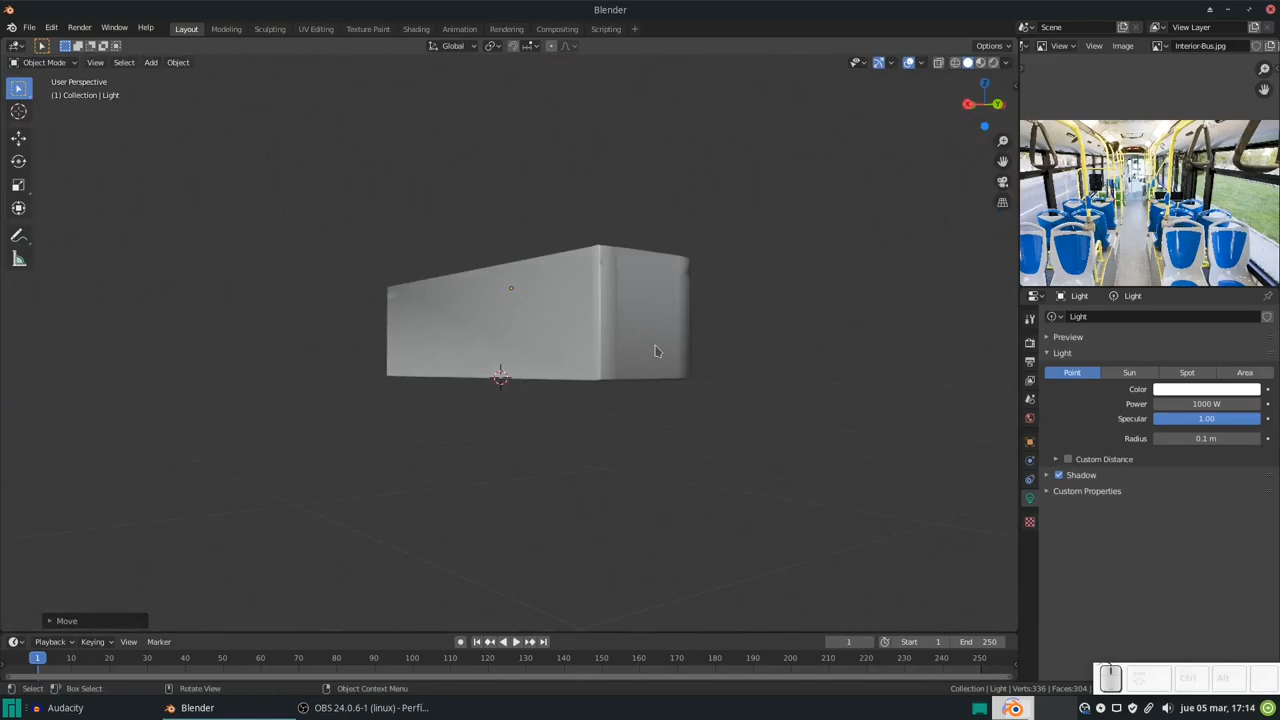 Blender
File Edit Render Window Help
Layout Modeling Sculpting UV Editing Texture Paint Shading Animation Rendering Compositing Scripting +
Scene View Layer
Global Options
View View Image Interior-Bus.jpg
Object Mode View Select Add Object
User Perspective
(1) Collection | Light
Z
X
Y
Light Light
Light
Preview
Light
Point Sun Spot Area
Color
Power 1000 W
Specular 1.00
Radius 0.1 m
Custom Distance
Shadow
Custom Properties
Move
Playback Keying View Marker
1 Start 1 End 250
1 10 20 30 40 50 60 70 80 90 100 110 120 130 140 150 160 170 180 190 200 210 220 230 240 250
Select Box Select Rotate View Object Context Menu
Collection | Light | Verts:336 | Faces:304
Ctrl Alt
Audacity Blender OBS 24.0.6-1 (linux) - Perfi... jue 05 mar, 17:14